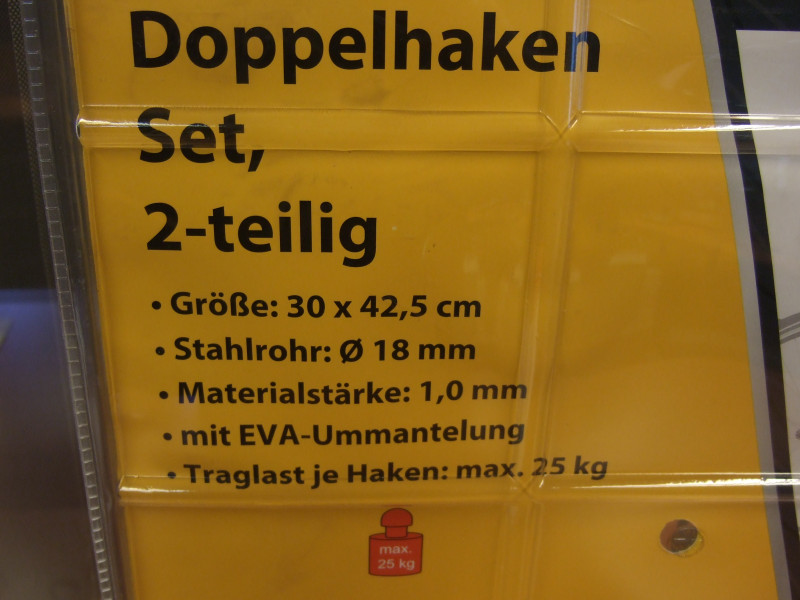 Doppelhaken
Set,
2-teilig
• Größe: 30 x 42,5 cm
• Stahlrohr: Ø 18 mm
• Materialstärke: 1,0 mm
• mit EVA-Ummantelung
• Traglast je Haken: max. 25 kg
max.
25 kg